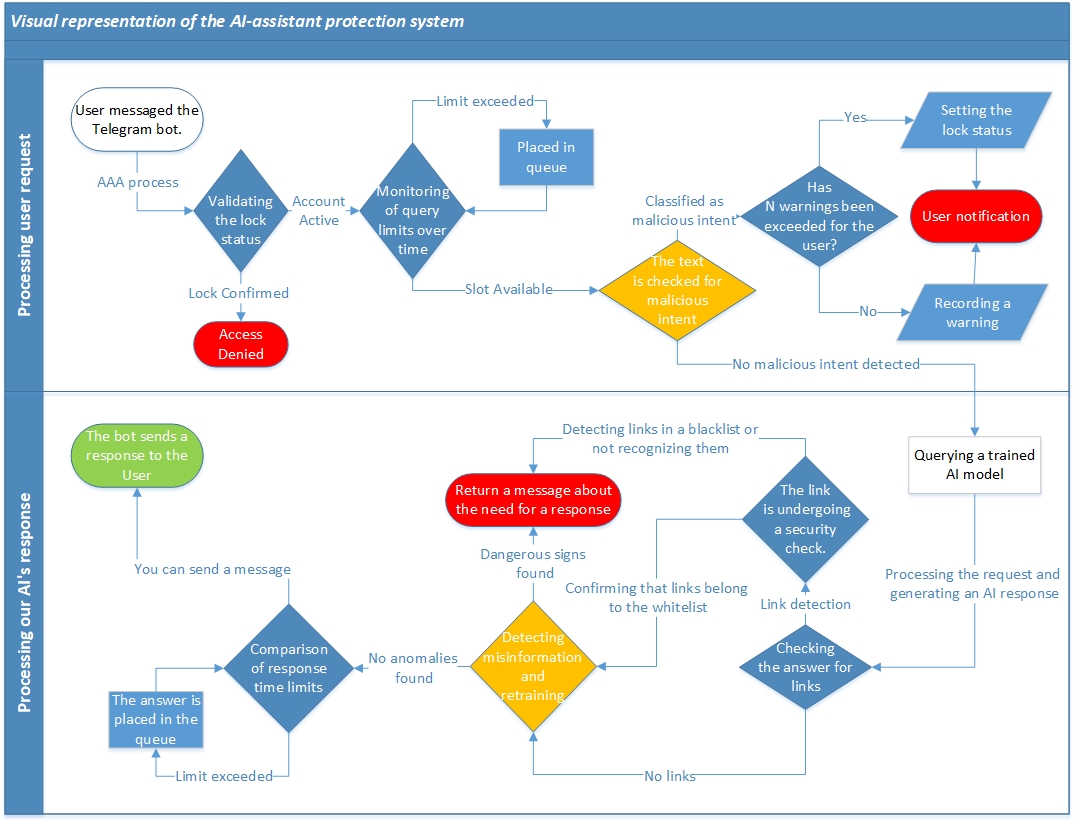 Visual representation of the AI-assistant protection system
Processing user request
User messaged the
Telegram bot.
AAA process
Validating
the lock
status
Lock Confirmed
Access
Denied
Account
Active
Monitoring
of query
limits over
time
Limit exceeded
Placed in
queue
Slot Available
The text
is checked for
malicious
intent
Classified as
malicious intent
Has
N warnings been
exceeded for the
user?
Yes
Setting the
lock status
User notification
No
Recording a
warning
No malicious intent detected
Processing our AI's response
Querying a trained
AI model
Processing the request and
generating an AI response
Checking
the answer for
links
Link detection
The link
is undergoing
a security
check.
Detecting links in a blacklist or
not recognizing them
Return a message about
the need for a response
Confirming that links belong
to the whitelist
No links
Detecting
misinformation
and
retraining
Dangerous signs
found
No anomalies
found
Comparison
of response
time limits
Limit exceeded
The answer is
placed in the
queue
You can send a message
The bot sends a
response to the
User